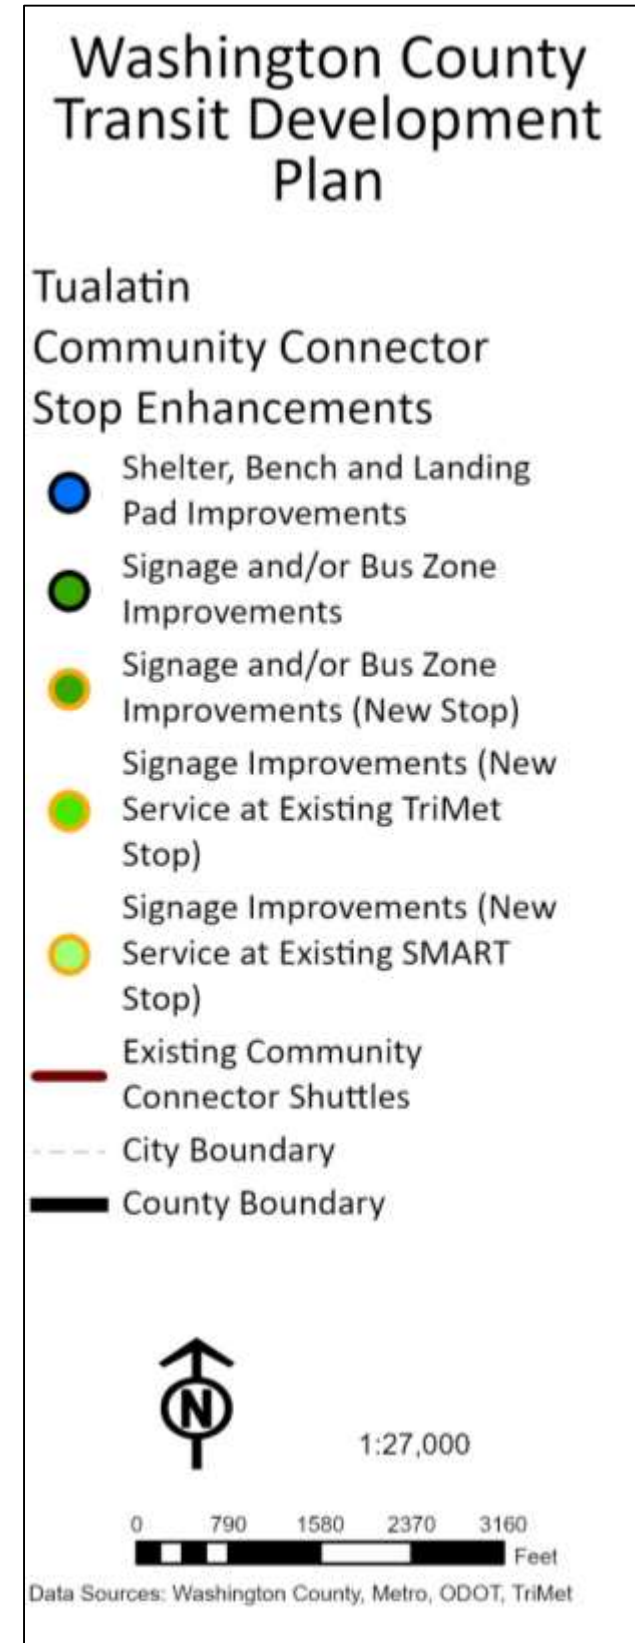 Washington County
Transit Development
Plan
Tualatin
Community Connector
Stop Enhancements
Shelter, Bench and Landing
Pad Improvements
Signage and/or Bus Zone
Improvements
Signage and/or Bus Zone
Improvements (New Stop)
Signage Improvements (New
Service at Existing TriMet
Stop)
Signage Improvements (New
Service at Existing SMART
Stop)
Existing Community
Connector Shuttles
City Boundary
County Boundary
N
1:27,000
0 790 1580 2370 3160
Feet
Data Sources: Washington County, Metro, ODOT, TriMet